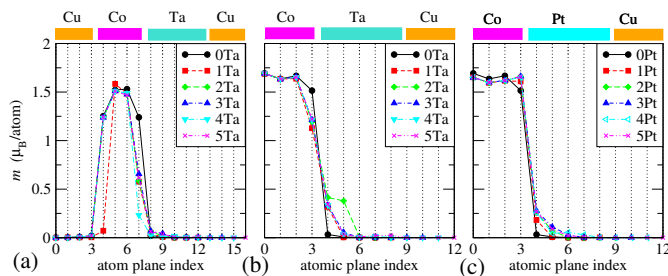 Cu Co Ta Cu
Co Ta Cu
Co Pt Cu
2
1.5
1
0.5
0
m (μB/atom)
0Ta
1Ta
2Ta
3Ta
4Ta
5Ta
0Ta
1Ta
2Ta
3Ta
4Ta
5Ta
0Pt
1Pt
2Pt
3Pt
4Pt
5Pt
0 3 6 9 12 15
0 3 6 9 12
0 3 6 9 12
(a) atom plane index
(b) atomic plane index
(c) atomic plane index